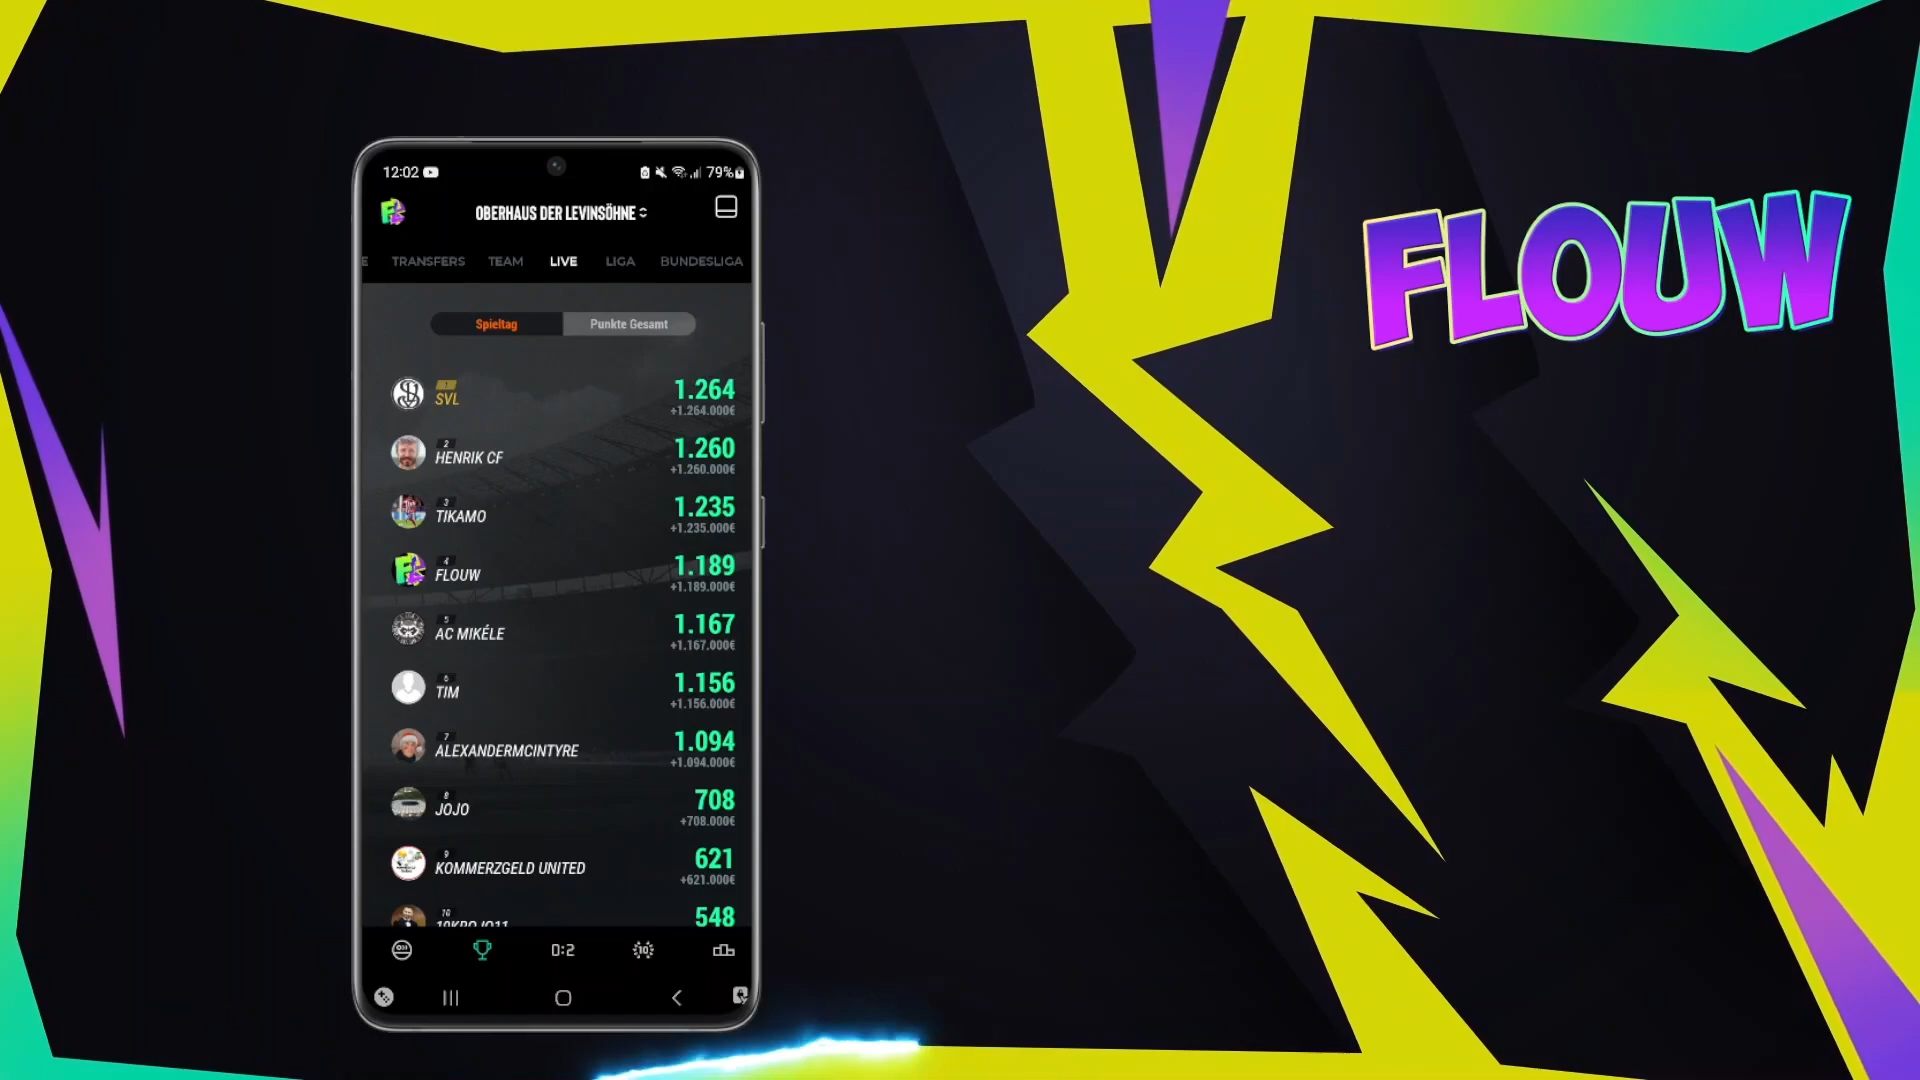 12:02
79%
OBERHAUS DER LEVINSÖHNE
E TRANSFERS TEAM LIVE LIGA BUNDESLIGA
Spieltag Punkte Gesamt
FLOUW
1
SVL 1.264
+1.264.000€
2
HENRIK CF 1.260
+1.260.000€
3
TIKAMO 1.235
+1.235.000€
4
FLOUW 1.189
+1.189.000€
5
AC MIKÉLE 1.167
+1.167.000€
6
TIM 1.156
+1.156.000€
7
ALEXANDERMCINTYRE 1.094
+1.094.000€
8
JOJO 708
+708.000€
9
KOMMERZGELD UNITED 621
+621.000€
10
548
0:2
10